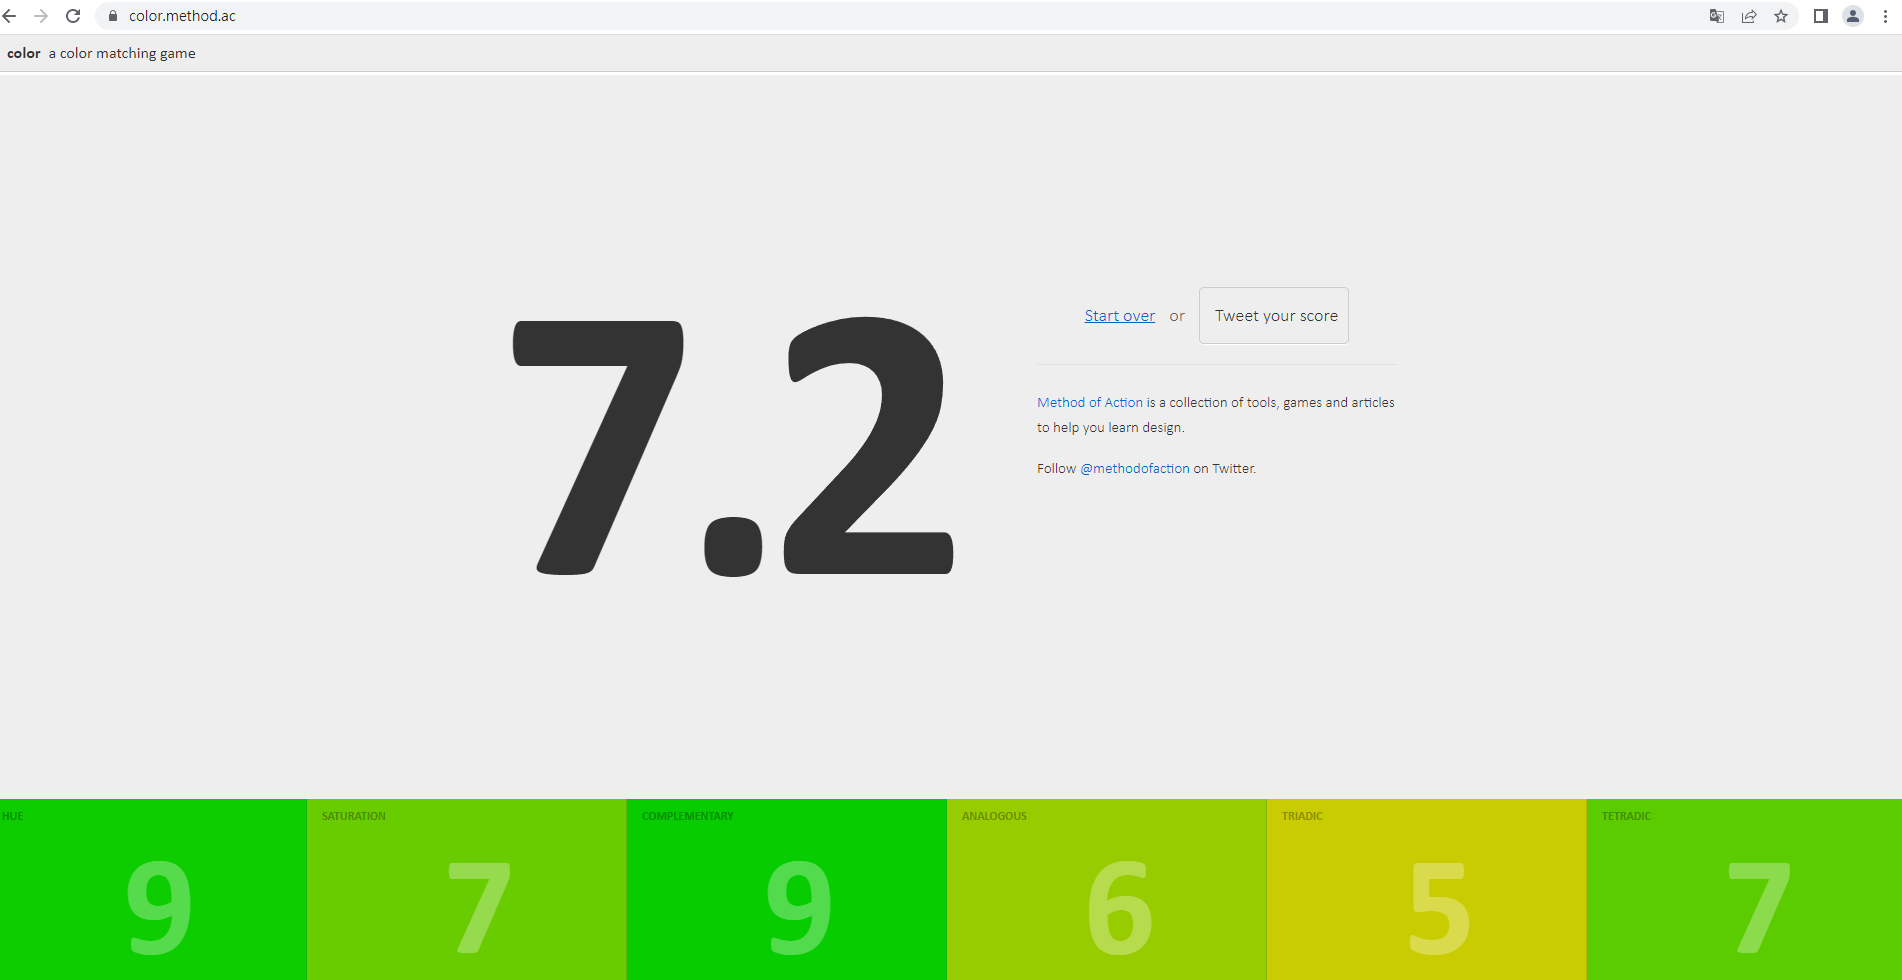 color.method.ac
color a color matching game
7.2
Start over or Tweet your score
Method of Action is a collection of tools, games and articles
to help you learn design.
Follow @methodofaction on Twitter.
HUE SATURATION COMPLEMENTARY ANALOGOUS TRIADIC TETRADIC
9 7 9 6 5 7